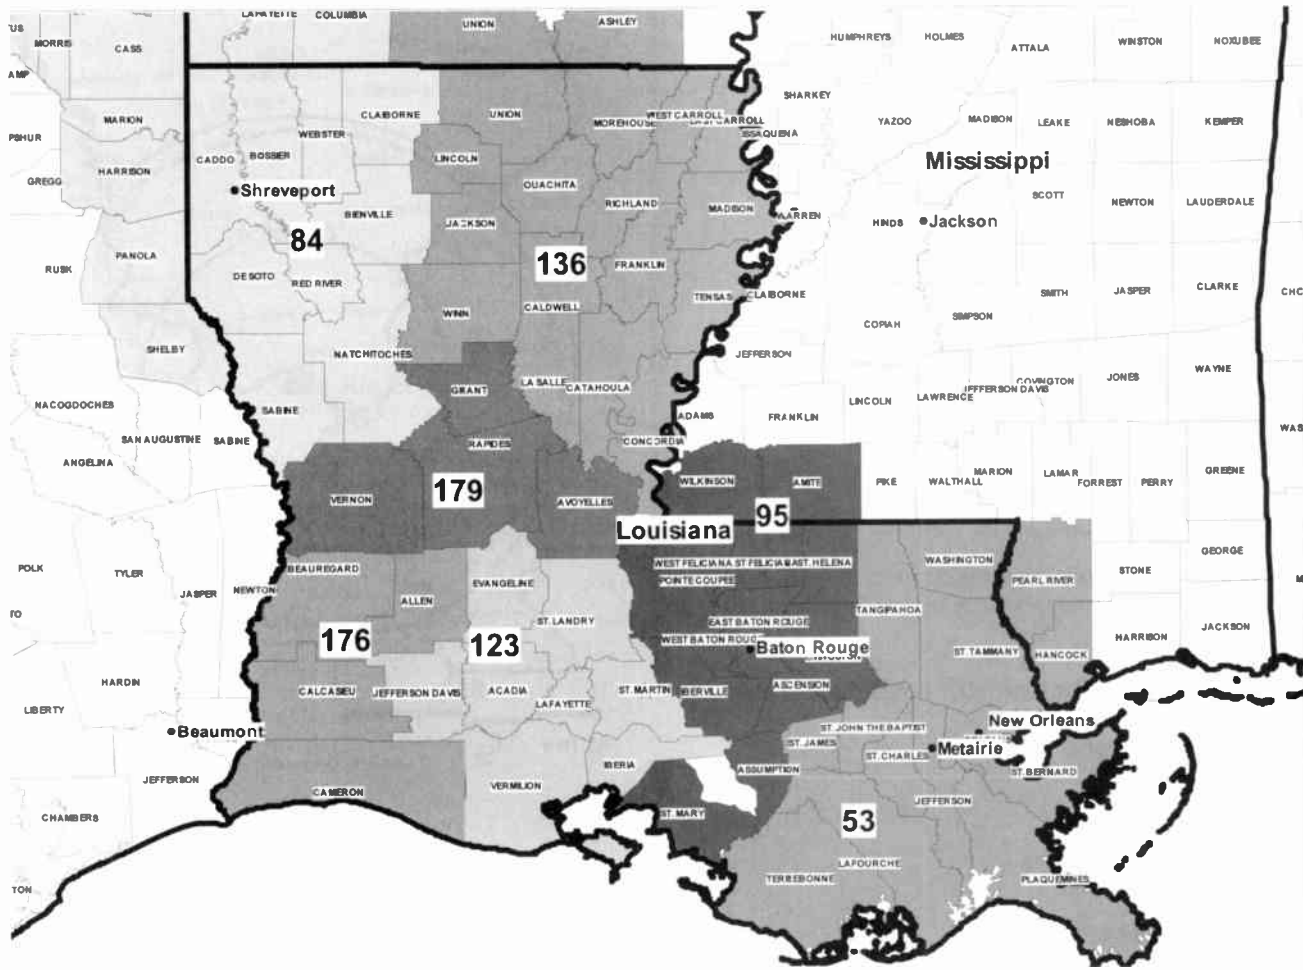 LAFAYETTE
COLUMBIA
UNION
ASHLEY
MORRIS
CASS
HUMPHREYS
HOLMES
ATTALA
WINSTON
NOXUBEE
MARION
CLAIBORNE
UNION
MOREHOUSE
WEST CARROLL
SHARKEY
YAZOO
MADISON
LEAKE
NESHOBA
KEMPER
ISSAQUENA
WEBSTER
CADDO
BOSSIER
LINCOLN
HARRISON
GREGG
Shreveport
OUACHITA
RICHLAND
MADISON
Mississippi
SCOTT
NEWTON
LAUDERDALE
BIENVILLE
JACKSON
WARREN
HINDS
Jackson
84
136
PANOLA
RUSK
DE SOTO
RED RIVER
FRANKLIN
TENSAS
CLAIBORNE
SMITH
JASPER
CLARKE
CHC
WINN
CALDWELL
COPIAH
SIMPSON
SHELBY
NATCHITOCHES
JEFFERSON
GRANT
LA SALLE
CATAHOULA
COVINGTON
JEFFERSON DAVIS
JONES
WAYNE
NACOGDOCHES
SABINE
LINCOLN
LAWRENCE
ADAMS
FRANKLIN
SAN AUGUSTINE
SABINE
RAPIDES
CONCORDIA
WAS
ANGELINA
VERNON
179
AVOYELLES
WILKINSON
AMITE
PIKE
WALTHALL
MARION
LAMAR
FORREST
PERRY
GREENE
Louisiana
95
POLK
TYLER
BEAUREGARD
EVANGELINE
WEST FELICIANA
ST. HELENA
POINTE COUPEE
WASHINGTON
GEORGE
STONE
PEARL RIVER
JASPER
NEWTON
ALLEN
ST. LANDRY
TANGIPAHOA
EAST BATON ROUGE
WEST BATON ROUGE
Baton Rouge
176
123
ST. TAMMANY
HANCOCK
HARRISON
JACKSON
HARDIN
CALCASIEU
JEFFERSON DAVIS
ACADIA
LAFAYETTE
ST. MARTIN
IBERVILLE
ASCENSION
LIBERTY
Beaumont
ST. JOHN THE BAPTIST
New Orleans
ST. JAMES
ST. CHARLES
Metairie
JEFFERSON
CAMERON
VERMILION
IBERIA
ASSUMPTION
ST. BERNARD
CHAMBERS
ST. MARY
53
JEFFERSON
LAFOURCHE
TERREBONNE
PLAQUEMINES